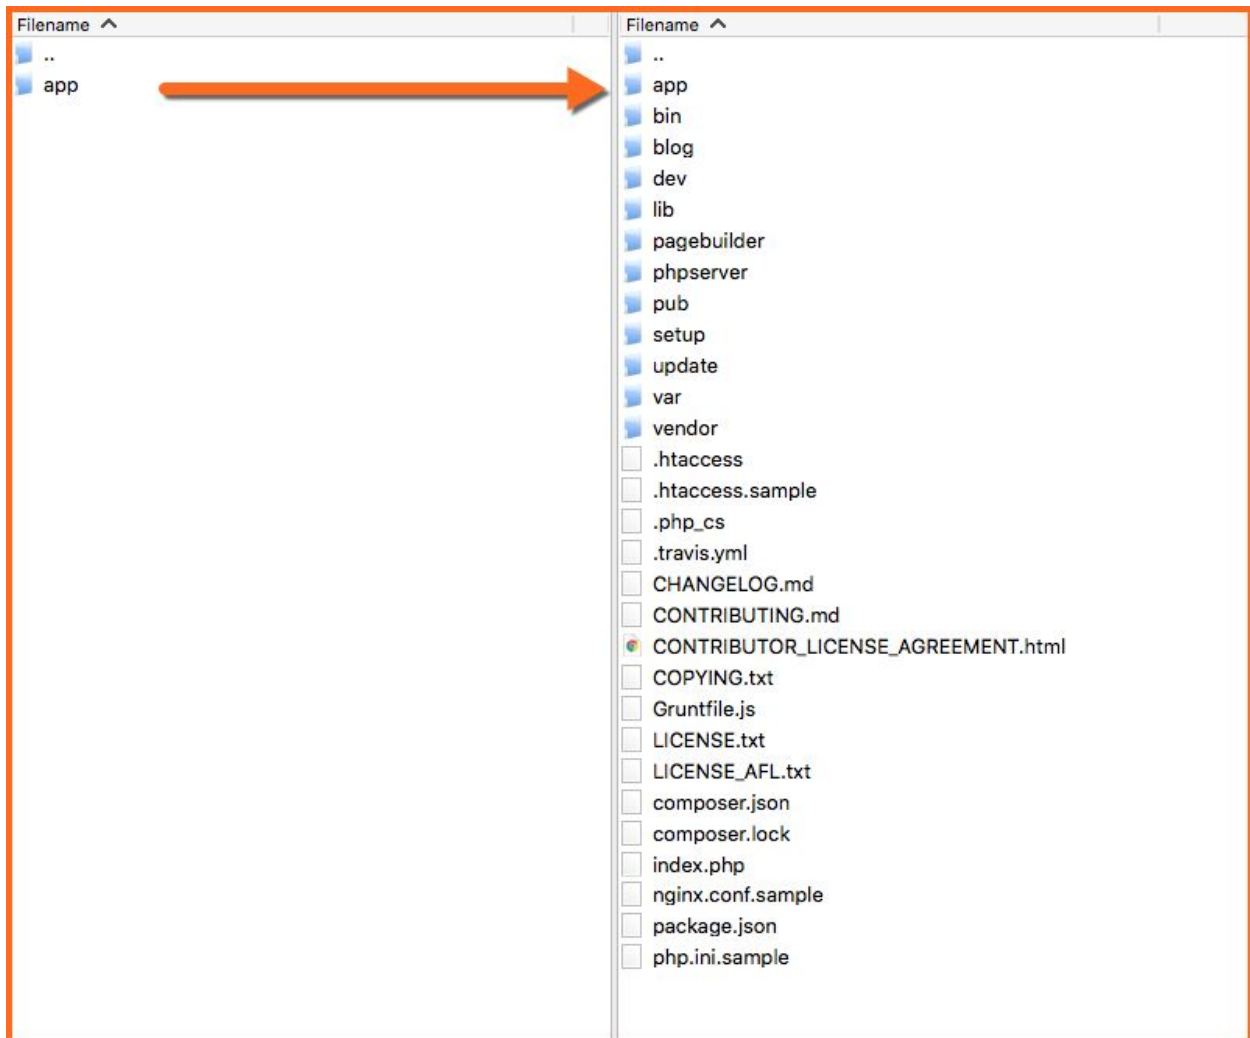 Filename
..
app
Filename
..
app
bin
blog
dev
lib
pagebuilder
phpserver
pub
setup
update
var
vendor
.htaccess
.htaccess.sample
.php_cs
.travis.yml
CHANGELOG.md
CONTRIBUTING.md
CONTRIBUTOR_LICENSE_AGREEMENT.html
COPYING.txt
Gruntfile.js
LICENSE.txt
LICENSE_AFL.txt
composer.json
composer.lock
index.php
nginx.conf.sample
package.json
php.ini.sample